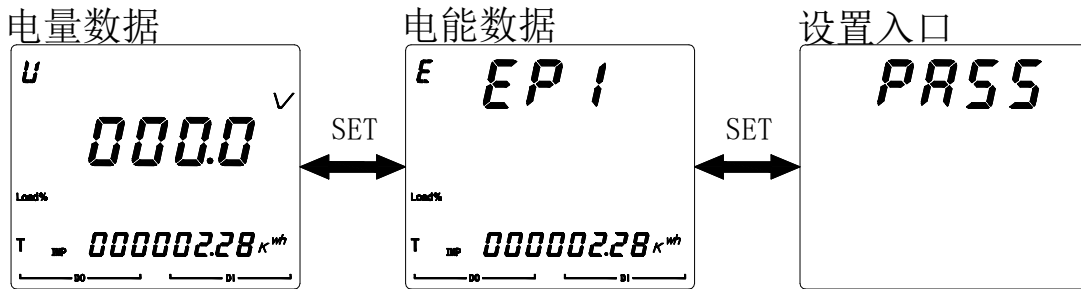 电量数据
U
V
000.0
Load%
T IMP 000002.28 Kwh
DO DI
SET
电能数据
E EP1
Load%
T IMP 000002.28 Kwh
DO DI
SET
设置入口
PASS